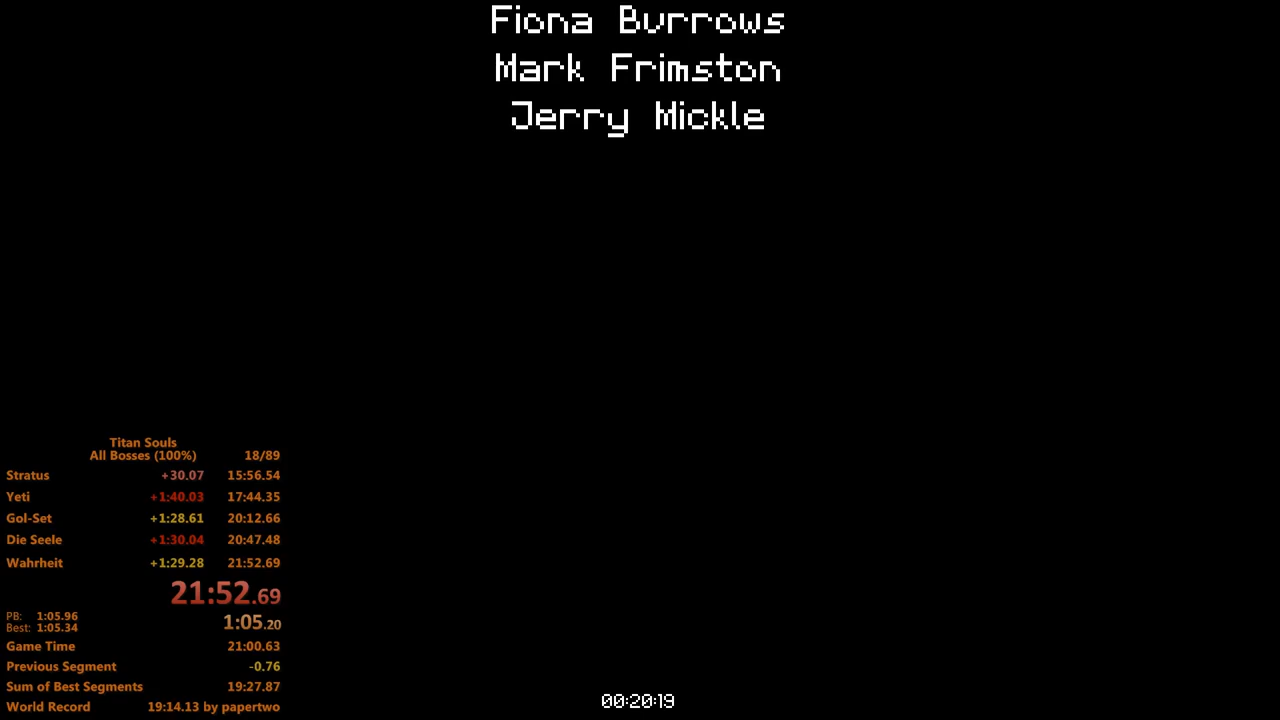 Fiona Burrows
Mark Frimston
Jerry Mickle
Titan Souls
All Bosses (100%) 18/89
Stratus +30.07 15:56.54
Yeti +1:40.03 17:44.35
Gol-Set +1:28.61 20:12.66
Die Seele +1:30.04 20:47.48
Wahrheit +1:29.28 21:52.69
21:52.69
PB: 1:05.96
Best: 1:05.34
1:05.20
Game Time 21:00.63
Previous Segment -0.76
Sum of Best Segments 19:27.87
World Record 19:14.13 by papertwo
00:20:19